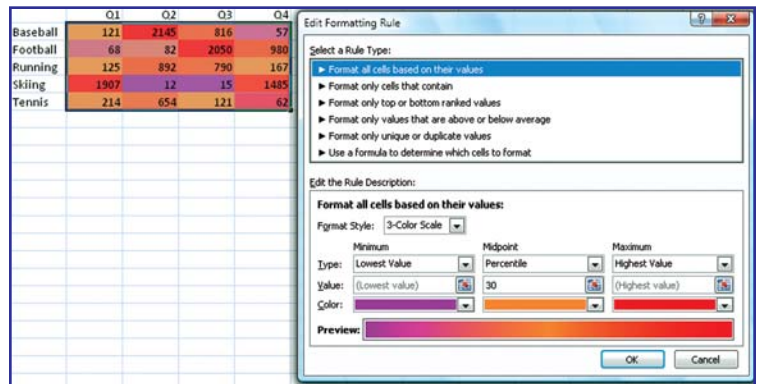 Q1 Q2 Q3 Q4
Baseball 121 2145 816 57
Football 68 82 2050 980
Running 125 892 790 167
Skiing 1907 12 15 1485
Tennis 214 654 121 62
Edit Formatting Rule
Select a Rule Type:
► Format all cells based on their values
► Format only cells that contain
► Format only top or bottom ranked values
► Format only values that are above or below average
► Format only unique or duplicate values
► Use a formula to determine which cells to format
Edit the Rule Description:
Format all cells based on their values:
Format Style: 3-Color Scale
Minimum Midpoint Maximum
Type: Lowest Value Percentile Highest Value
Value: (Lowest value) 30 (Highest value)
Color:
Preview:
OK Cancel